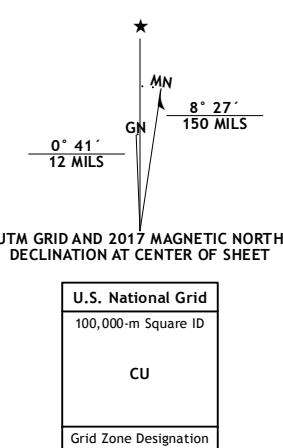 ★
MN
8° 27´
150 MILS
GN
0° 41´
12 MILS
UTM GRID AND 2017 MAGNETIC NORTH
DECLINATION AT CENTER OF SHEET
U.S. National Grid
100,000-m Square ID
CU
Grid Zone Designation